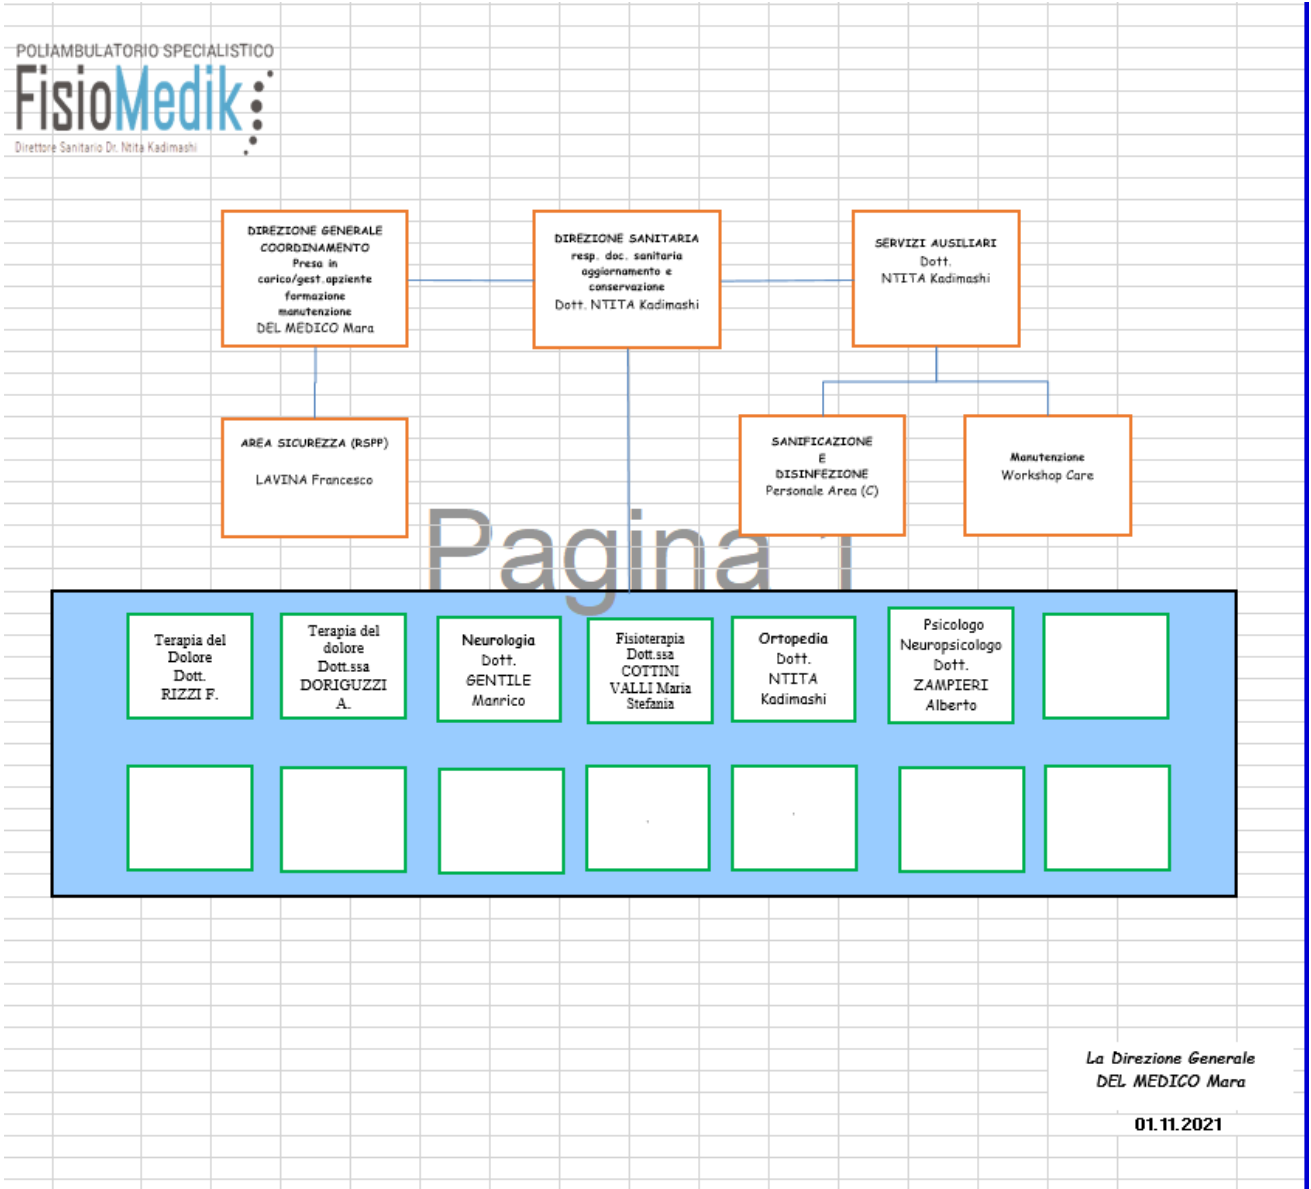 POLIAMBULATORIO SPECIALISTICO
FisioMedik
Direttore Sanitario Dr. Ntita Kadimashi
DIREZIONE GENERALE
COORDINAMENTO
Presa in
carico/gest.apziente
formazione
manutenzione
DEL MEDICO Mara
DIREZIONE SANITARIA
resp. doc. sanitaria
aggiornamento e
conservazione
Dott. NTITA Kadimashi
SERVIZI AUSILIARI
Dott.
NTITA Kadimashi
AREA SICUREZZA (RSPP)
LAVINA Francesco
SANIFICAZIONE
E
DISINFEZIONE
Personale Area (C)
Manutenzione
Workshop Care
Pagina 1
Terapia del
Dolore
Dott.
RIZZI F.
Terapia del
dolore
Dott.ssa
DORIGUZZI
A.
Neurologia
Dott.
GENTILE
Manrico
Fisioterapia
Dott.ssa
COTTINI
VALLI Maria
Stefania
Ortopedia
Dott.
NTITA
Kadimashi
Psicologo
Neuropsicologo
Dott.
ZAMPIERI
Alberto
La Direzione Generale
DEL MEDICO Mara
01.11.2021